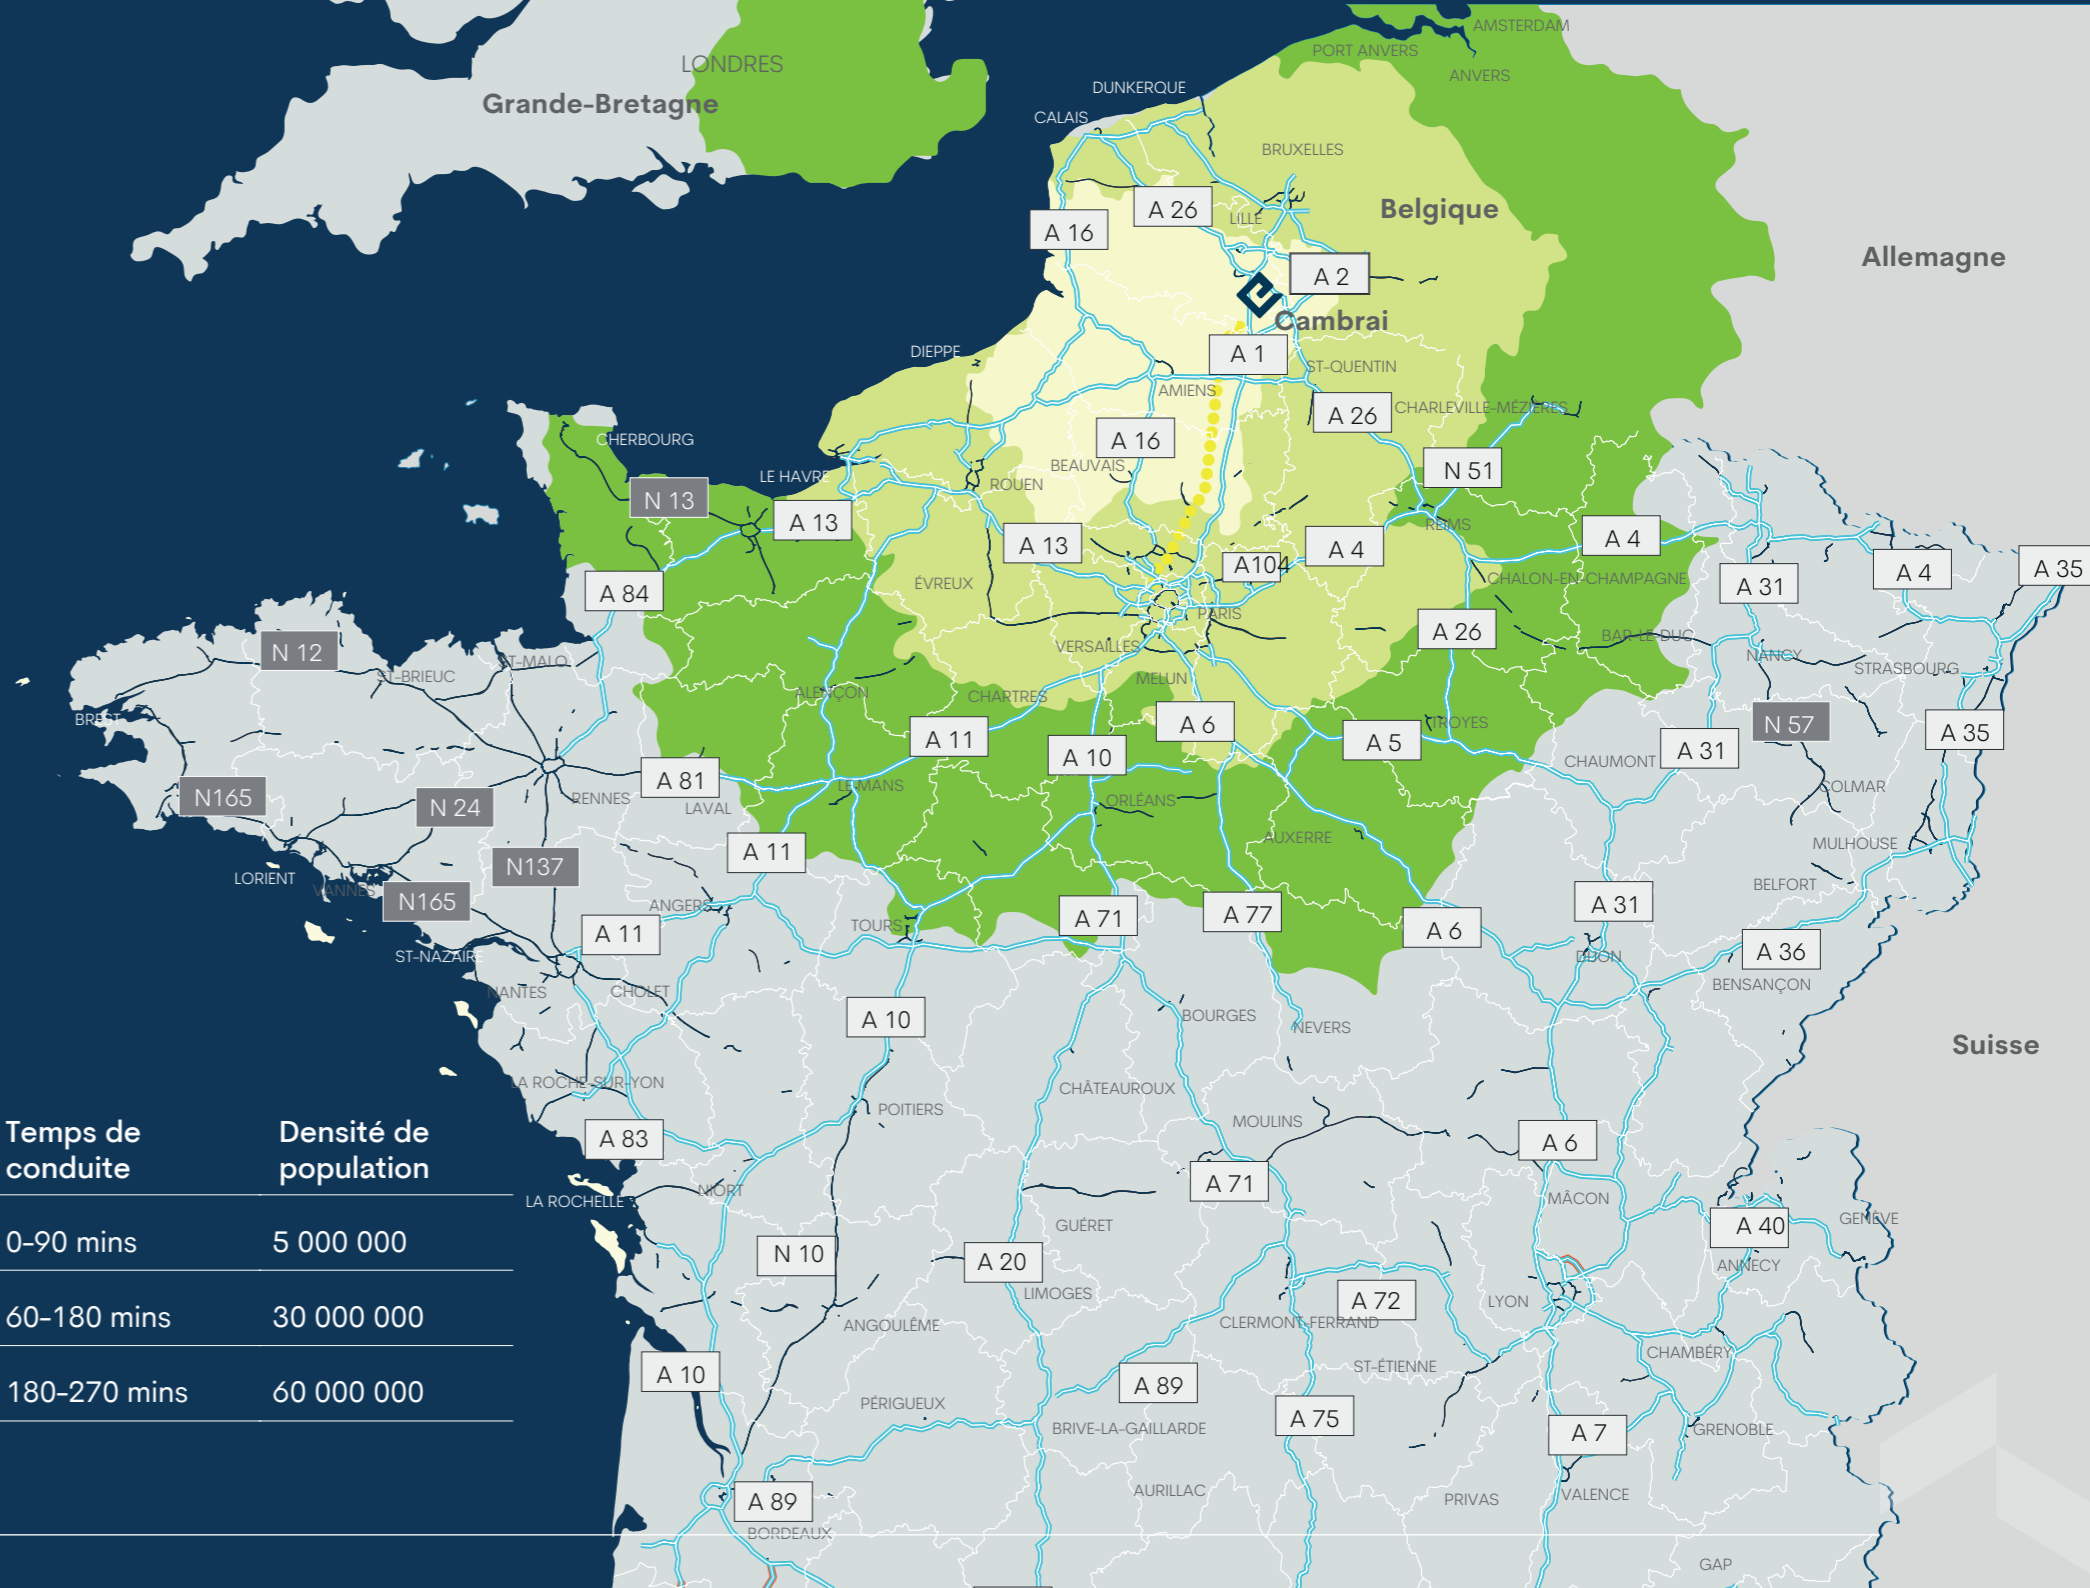 AMSTERDAM
PORT ANVERS
LONDRES
ANVERS
DUNKERQUE
Grande-Bretagne
CALAIS
BRUXELLES
A 26
LILLE
Belgique
A 16
Allemagne
A 2
Cambrai
DIEPPE
A 1
ST-QUENTIN
AMIENS
A 26
CHARLEVILLE-MÉZIÈRES
CHERBOURG
A 16
BEAUVAIS
N 51
LE HAVRE
ROUEN
N 13
A 13
REIMS
A 4
A 13
A 4
A104
A 35
A 4
CHALON-EN-CHAMPAGNE
A 31
ÉVREUX
A 84
PARIS
A 26
BAR-LE-DUC
VERSAILLES
N 12
NANCY
ST-MALO
STRASBOURG
ST-BRIEUC
MELUN
ALENÇON
CHARTRES
BREST
A 6
TROYES
N 57
A 35
A 11
A 5
A 31
A 10
CHAUMONT
A 81
LE MANS
COLMAR
N165
RENNES
ORLÉANS
N 24
LAVAL
AUXERRE
MULHOUSE
A 11
N137
LORIENT
BELFORT
VANNES
N165
ANGERS
A 31
A 77
A 71
TOURS
A 6
A 11
ST-NAZAIRE
DIJON
A 36
BENSANÇON
NANTES
CHOLET
BOURGES
A 10
NEVERS
Suisse
LA ROCHE-SUR-YON
CHÂTEAUROUX
POITIERS
MOULINS
A 83
A 6
Temps de conduite
Densité de population
A 71
NIORT
LA ROCHELLE
MÂCON
GENÈVE
GUÉRET
A 40
0-90 mins
5 000 000
N 10
A 20
ANNECY
LIMOGES
A 72
LYON
60-180 mins
30 000 000
ANGOULÊME
CLERMONT-FERRAND
CHAMBÉRY
ST-ÉTIENNE
A 10
A 89
180-270 mins
60 000 000
PÉRIGUEUX
A 75
BRIVE-LA-GAILLARDE
A 7
GRENOBLE
AURILLAC
PRIVAS
VALENCE
A 89
BORDEAUX
GAP